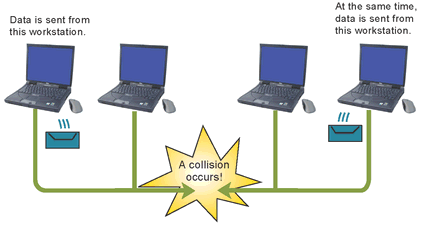 Data is sent from
this workstation.
At the same time,
data is sent from
this workstation.
A collision
occurs!